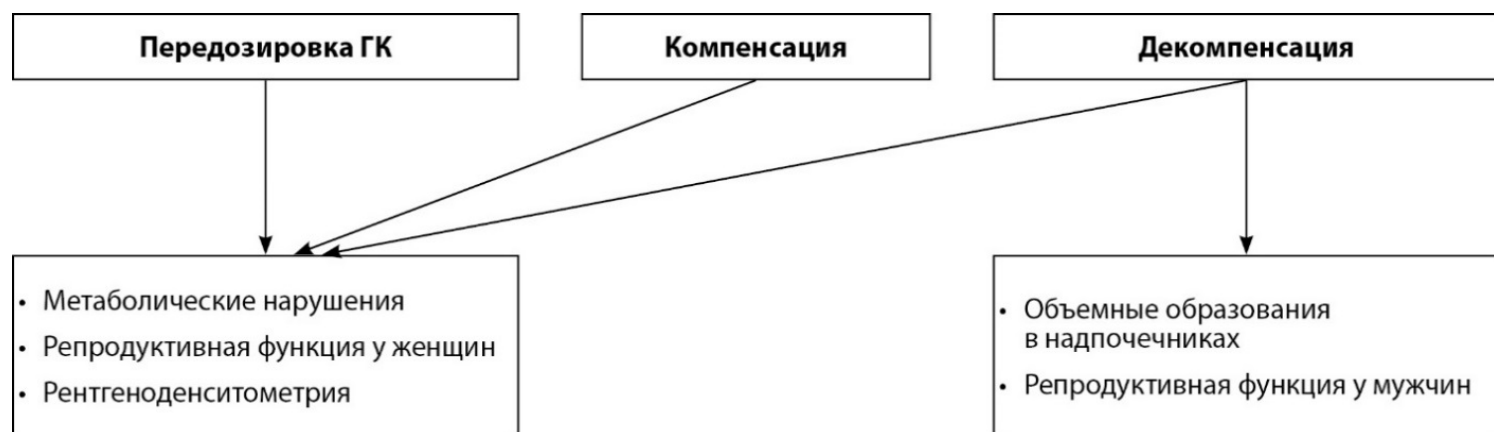 Передозировка ГК
Компенсация
Декомпенсация
• Метаболические нарушения
• Репродуктивная функция у женщин
• Рентгеноденситометрия
• Объемные образования
в надпочечниках
• Репродуктивная функция у мужчин